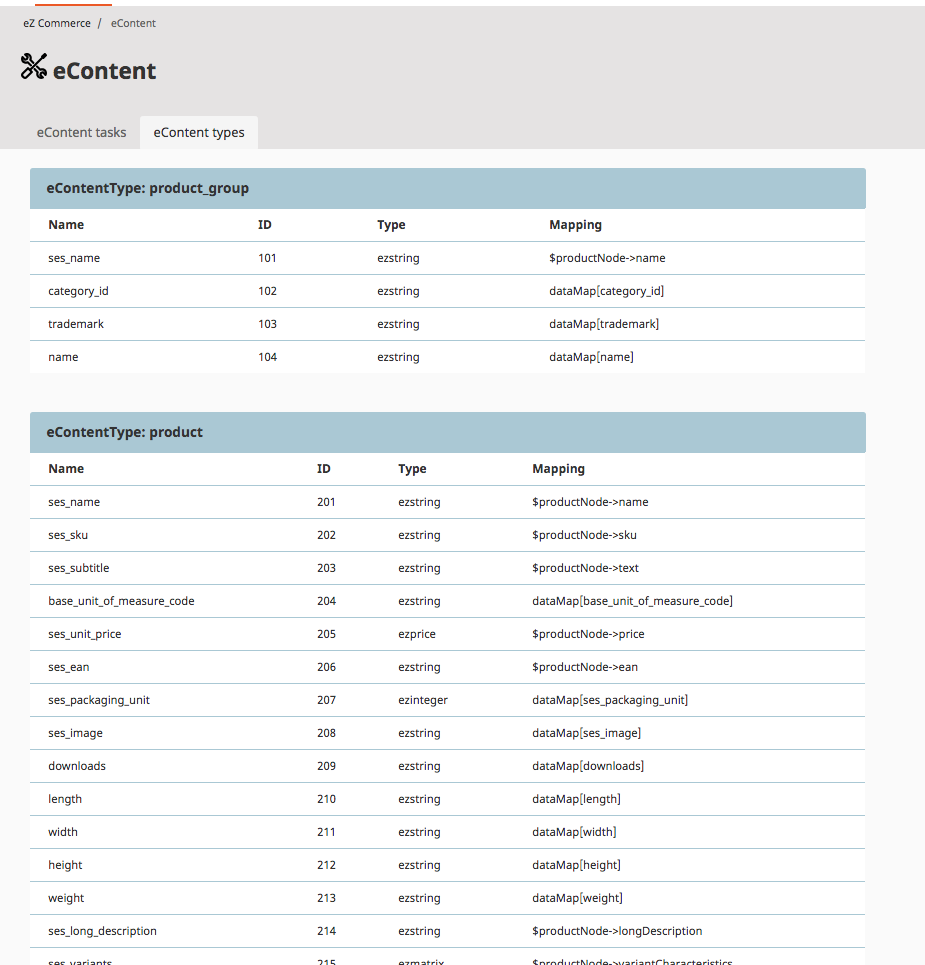 eZ Commerce / eContent
eContent
eContent tasks eContent types
eContentType: product_group
Name ID Type Mapping
ses_name 101 ezstring $productNode->name
category_id 102 ezstring dataMap[category_id]
trademark 103 ezstring dataMap[trademark]
name 104 ezstring dataMap[name]
eContentType: product
Name ID Type Mapping
ses_name 201 ezstring $productNode->name
ses_sku 202 ezstring $productNode->sku
ses_subtitle 203 ezstring $productNode->text
base_unit_of_measure_code 204 ezstring dataMap[base_unit_of_measure_code]
ses_unit_price 205 ezprice $productNode->price
ses_ean 206 ezstring $productNode->ean
ses_packaging_unit 207 ezinteger dataMap[ses_packaging_unit]
ses_image 208 ezstring dataMap[ses_image]
downloads 209 ezstring dataMap[downloads]
length 210 ezstring dataMap[length]
width 211 ezstring dataMap[width]
height 212 ezstring dataMap[height]
weight 213 ezstring dataMap[weight]
ses_long_description 214 ezstring $productNode->longDescription
ses_variants 215 ezmatrix $productNode->variantCharacteristics